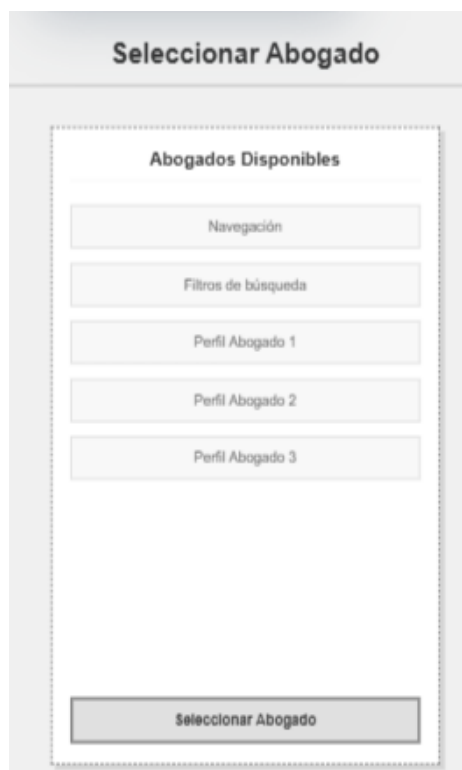 Seleccionar Abogado
Abogados Disponibles
Navegación
Filtros de búsqueda
Perfil Abogado 1
Perfil Abogado 2
Perfil Abogado 3
Seleccionar Abogado